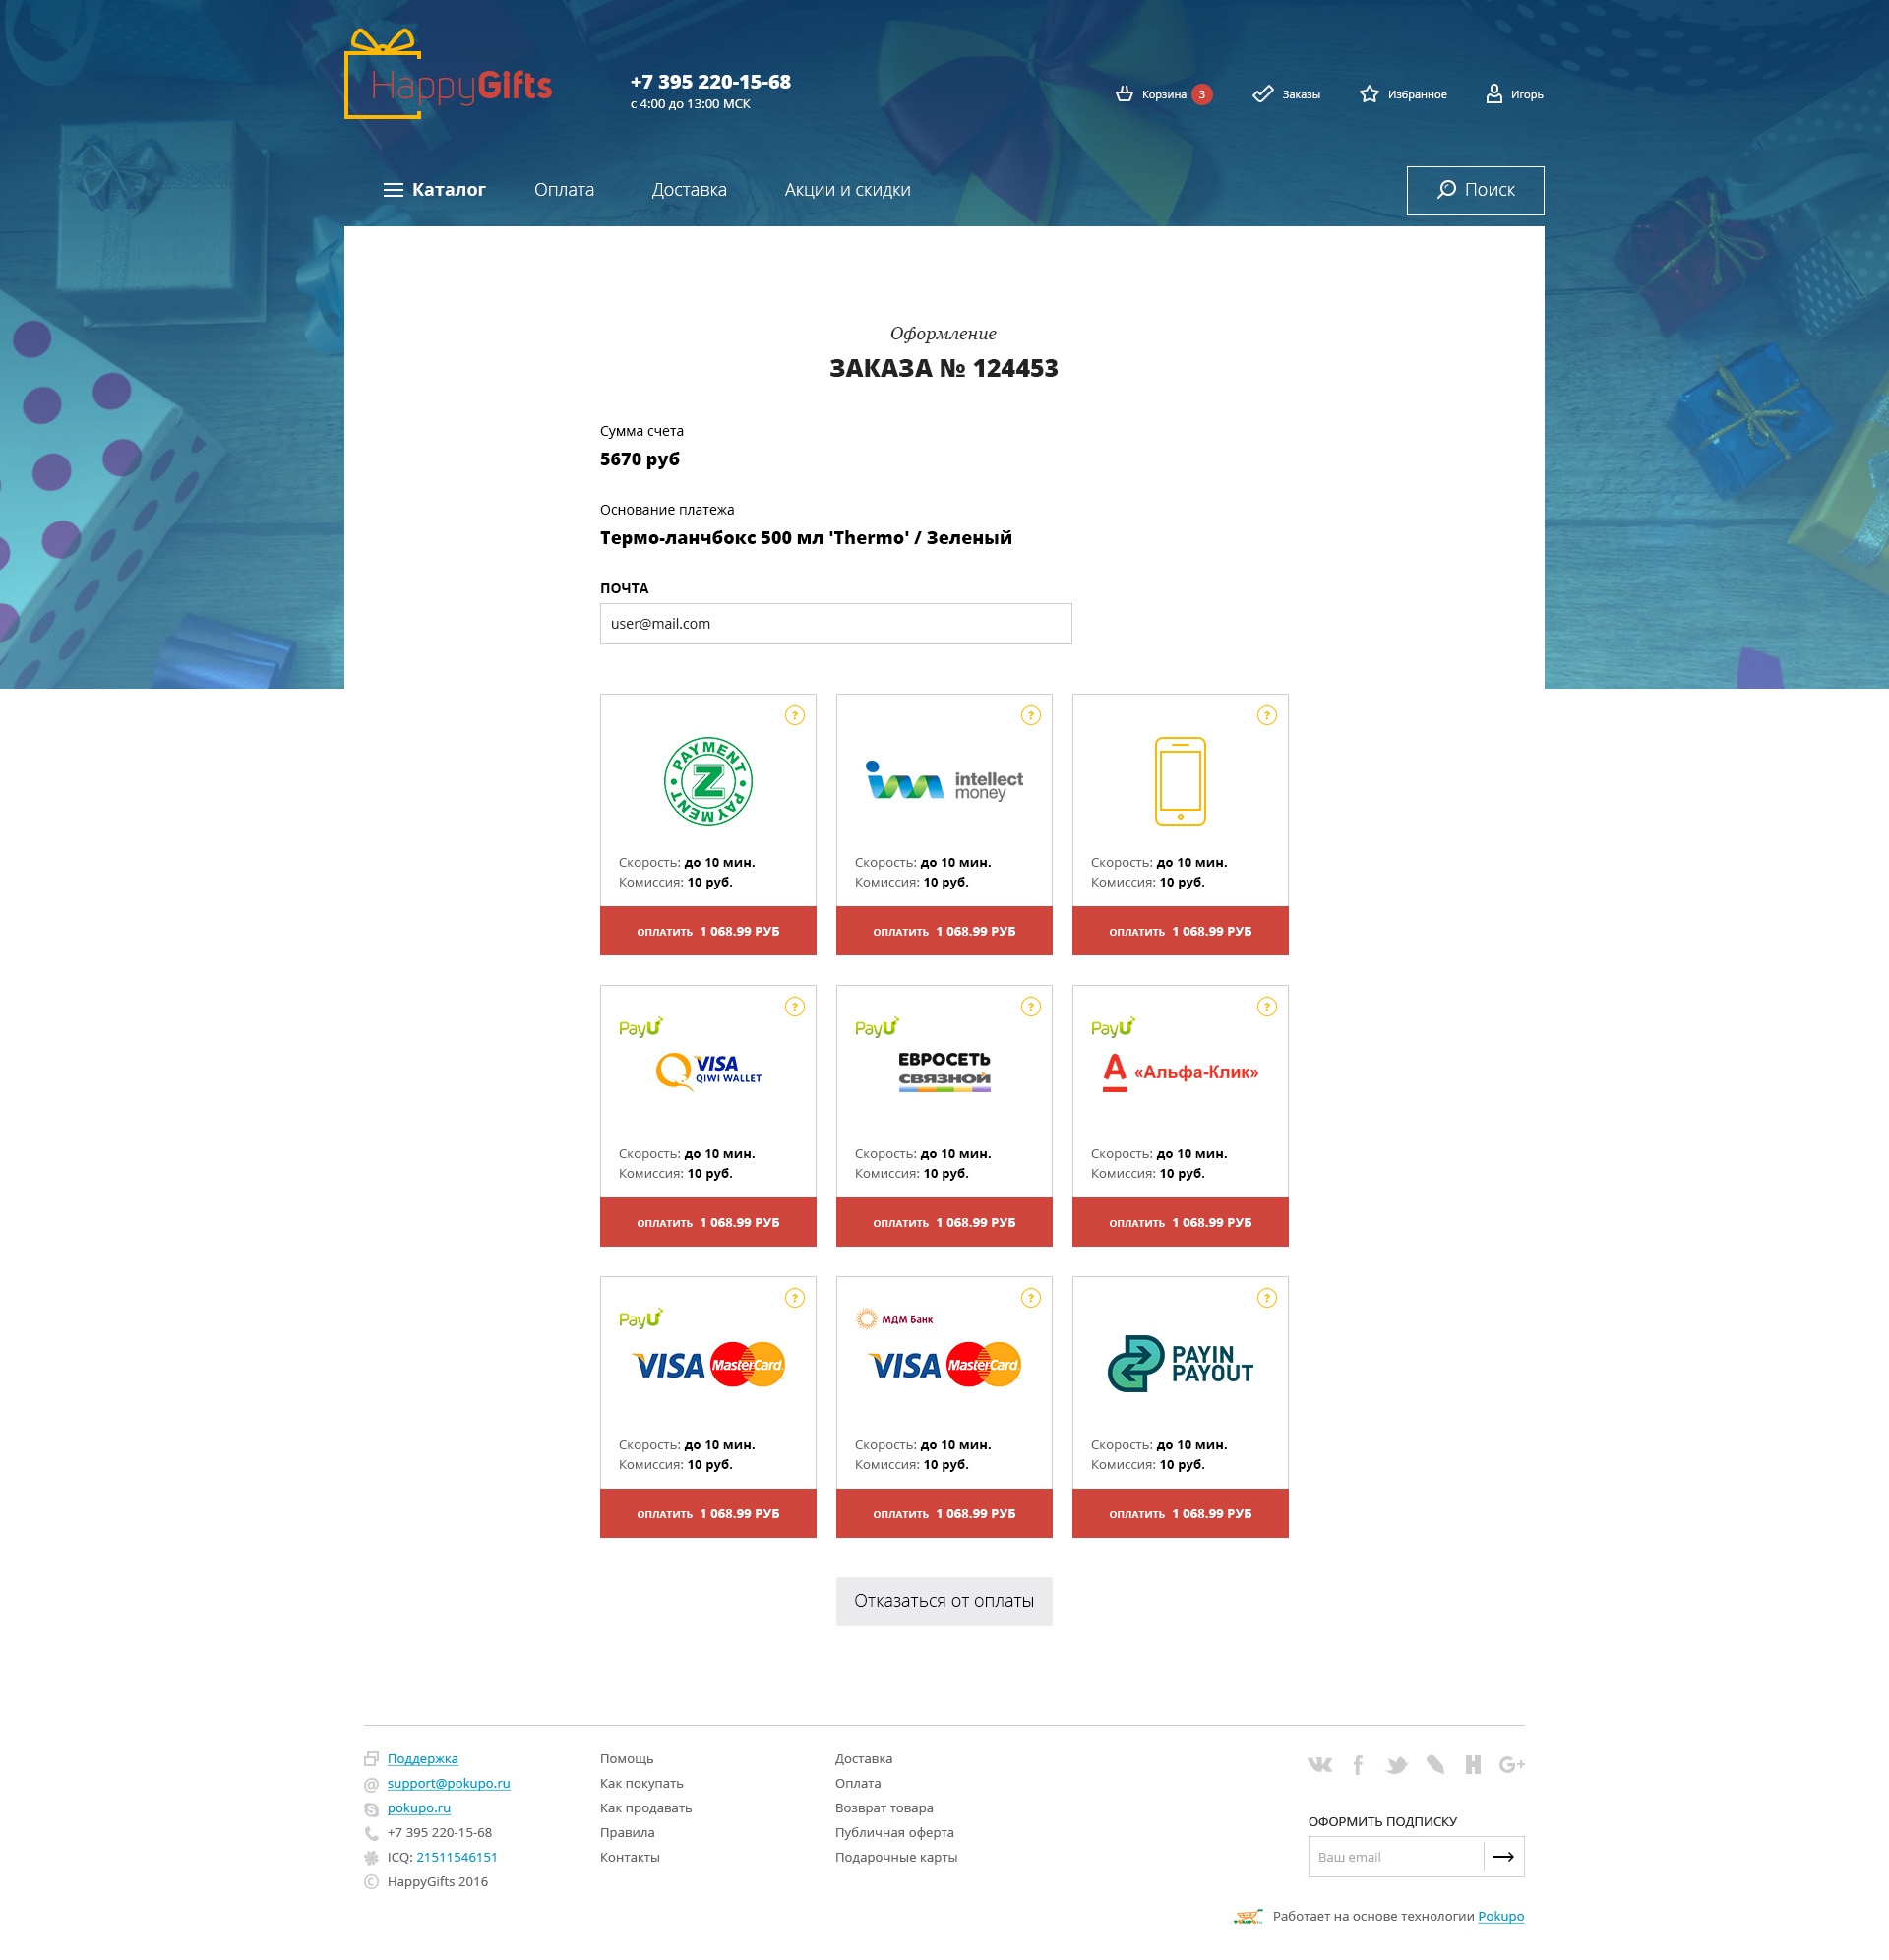 HappyGifts
+7 395 220-15-68
с 4:00 до 13:00 МСК
Корзина 3
Заказы
Избранное
Игорь
Каталог
Оплата
Доставка
Акции и скидки
Поиск
Оформление
ЗАКАЗА № 124453
Сумма счета
5670 руб
Основание платежа
Термо-ланчбокс 500 мл 'Thermo' / Зеленый
ПОЧТА
user@mail.com
?
PAYMENT
Z
PAYMENT
Скорость: до 10 мин.
Комиссия: 10 руб.
ОПЛАТИТЬ 1 068.99 РУБ
?
im
intellect
money
Скорость: до 10 мин.
Комиссия: 10 руб.
ОПЛАТИТЬ 1 068.99 РУБ
?
Скорость: до 10 мин.
Комиссия: 10 руб.
ОПЛАТИТЬ 1 068.99 РУБ
?
PayU
VISA
QIWI WALLET
Скорость: до 10 мин.
Комиссия: 10 руб.
ОПЛАТИТЬ 1 068.99 РУБ
?
PayU
ЕВРОСЕТЬ
СВЯЗНОЙ
Скорость: до 10 мин.
Комиссия: 10 руб.
ОПЛАТИТЬ 1 068.99 РУБ
?
PayU
А «Альфа-Клик»
Скорость: до 10 мин.
Комиссия: 10 руб.
ОПЛАТИТЬ 1 068.99 РУБ
?
PayU
VISA MasterCard
Скорость: до 10 мин.
Комиссия: 10 руб.
ОПЛАТИТЬ 1 068.99 РУБ
?
МДМ Банк
VISA MasterCard
Скорость: до 10 мин.
Комиссия: 10 руб.
ОПЛАТИТЬ 1 068.99 РУБ
?
PAYIN
PAYOUT
Скорость: до 10 мин.
Комиссия: 10 руб.
ОПЛАТИТЬ 1 068.99 РУБ
Отказаться от оплаты
Поддержка
support@pokupo.ru
pokupo.ru
+7 395 220-15-68
ICQ: 21511546151
© HappyGifts 2016
Помощь
Как покупать
Как продавать
Правила
Контакты
Доставка
Оплата
Возврат товара
Публичная оферта
Подарочные карты
ОФОРМИТЬ ПОДПИСКУ
Ваш email
Работает на основе технологии Pokupo